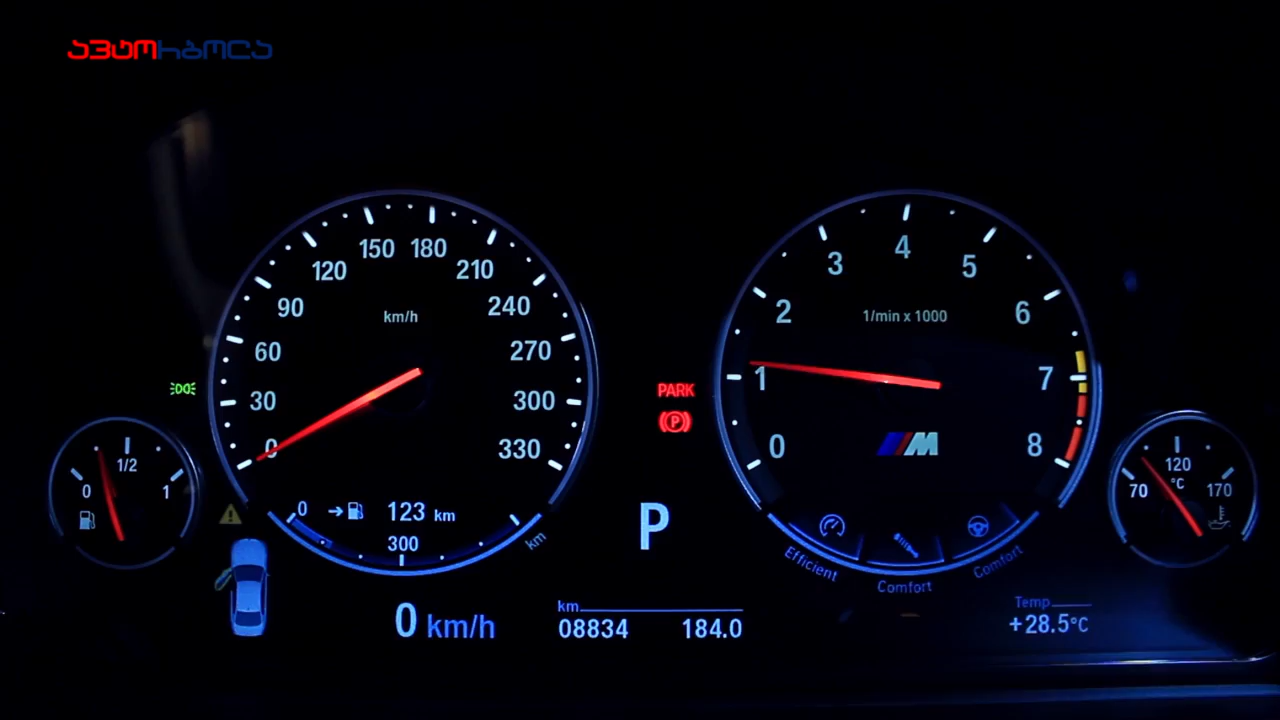 ავტორბოლა
0 30 60 90 120 150 180 210 240 270 300 330
km/h
0 1 2 3 4 5 6 7 8
1/min x 1000
M
PARK
P
0 1/2 1
0 123 km
300 km
P
70 120 170
°C
Efficient Comfort Comfort
0 km/h
km
08834 184.0
Temp
+28.5°C